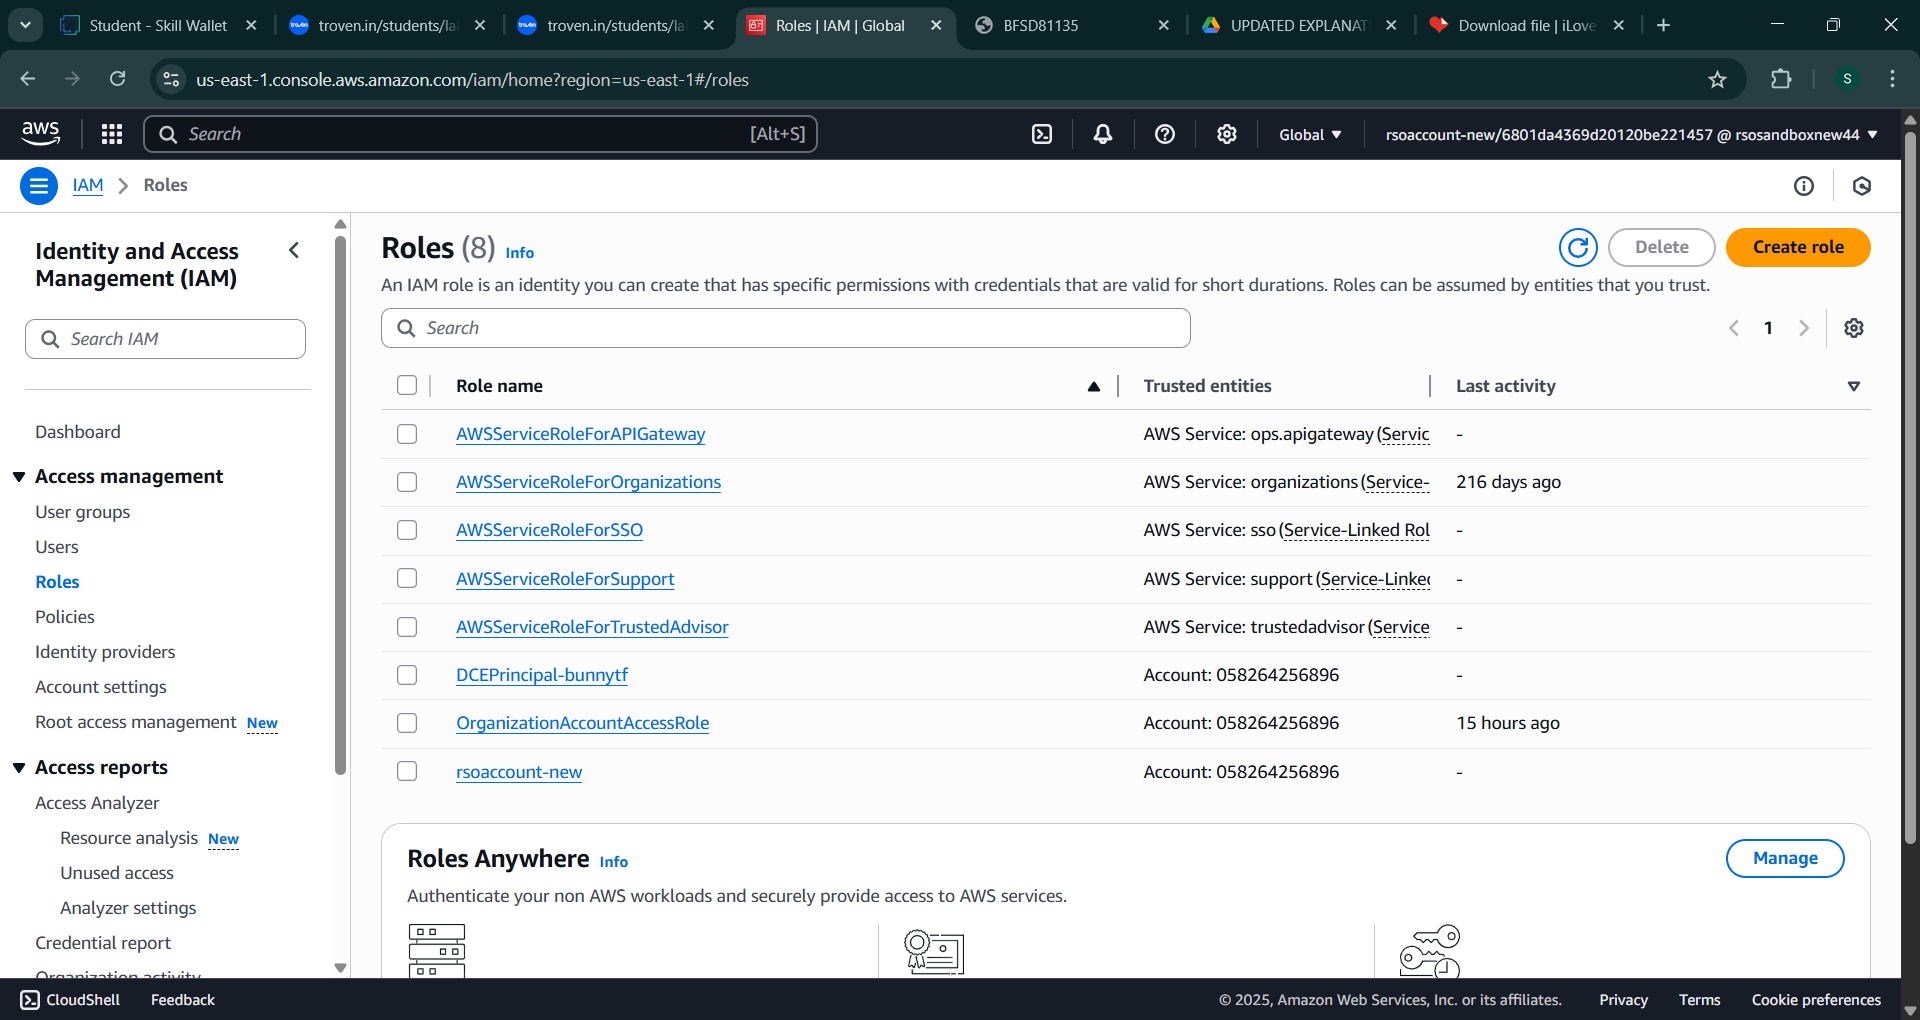 Student - Skill Wallet
troven.in/students/la
troven.in/students/la
Roles | IAM | Global
BFSD81135
UPDATED EXPLANAT
Download file | iLove
us-east-1.console.aws.amazon.com/iam/home?region=us-east-1#/roles
S
aws
Search
[Alt+S]
Global
rsoaccount-new/6801da4369d20120be221457 @ rsosandboxnew44
IAM
Roles
Identity and Access
Management (IAM)
Search IAM
Dashboard
Access management
User groups
Users
Roles
Policies
Identity providers
Account settings
Root access management New
Access reports
Access Analyzer
Resource analysis New
Unused access
Analyzer settings
Credential report
Organization activity
Roles (8) Info
Delete
Create role
An IAM role is an identity you can create that has specific permissions with credentials that are valid for short durations. Roles can be assumed by entities that you trust.
Search
1
Role name Trusted entities Last activity
AWSServiceRoleForAPIGateway AWS Service: ops.apigateway (Servic -
AWSServiceRoleForOrganizations AWS Service: organizations (Service- 216 days ago
AWSServiceRoleForSSO AWS Service: sso (Service-Linked Rol -
AWSServiceRoleForSupport AWS Service: support (Service-Linked -
AWSServiceRoleForTrustedAdvisor AWS Service: trustedadvisor (Service -
DCEPrincipal-bunnytf Account: 058264256896 -
OrganizationAccountAccessRole Account: 058264256896 15 hours ago
rsoaccount-new Account: 058264256896 -
Roles Anywhere Info
Manage
Authenticate your non AWS workloads and securely provide access to AWS services.
CloudShell
Feedback
© 2025, Amazon Web Services, Inc. or its affiliates.
Privacy
Terms
Cookie preferences